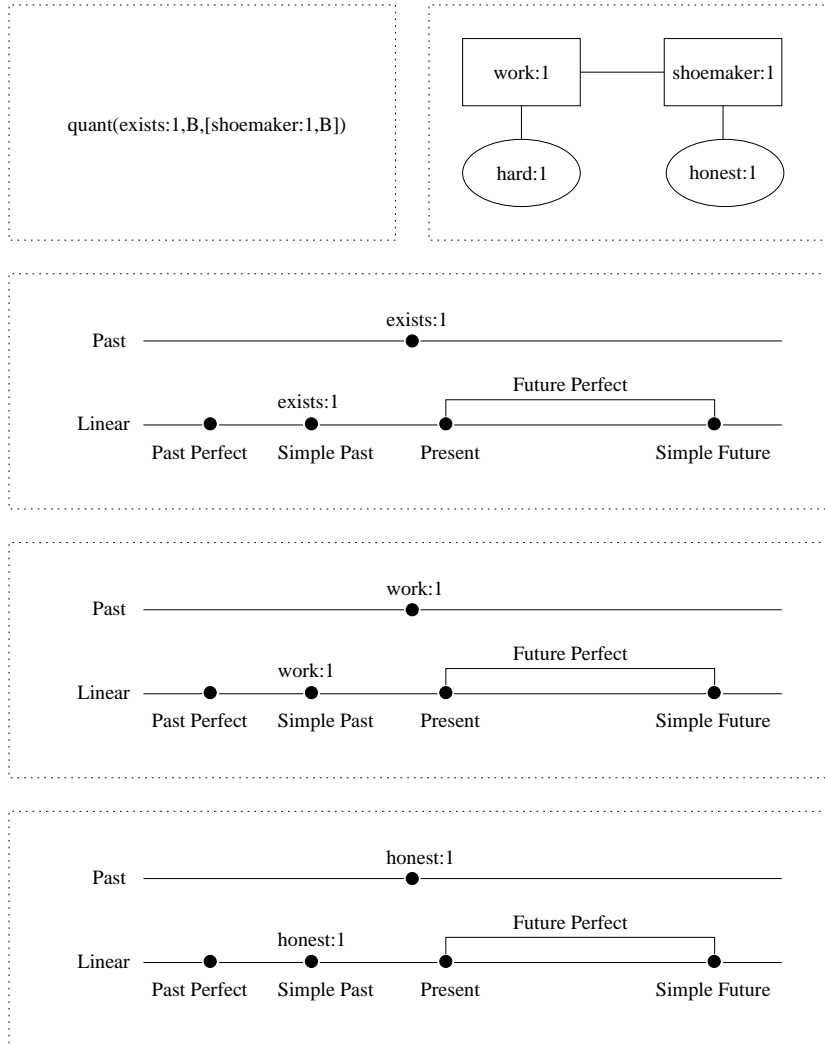 quant(exists:1,B,[shoemaker:1,B])
work:1
shoemaker:1
hard:1
honest:1
exists:1
Past
Future Perfect
exists:1
Linear
Past Perfect
Simple Past
Present
Simple Future
work:1
Past
Future Perfect
work:1
Linear
Past Perfect
Simple Past
Present
Simple Future
honest:1
Past
Future Perfect
honest:1
Linear
Past Perfect
Simple Past
Present
Simple Future